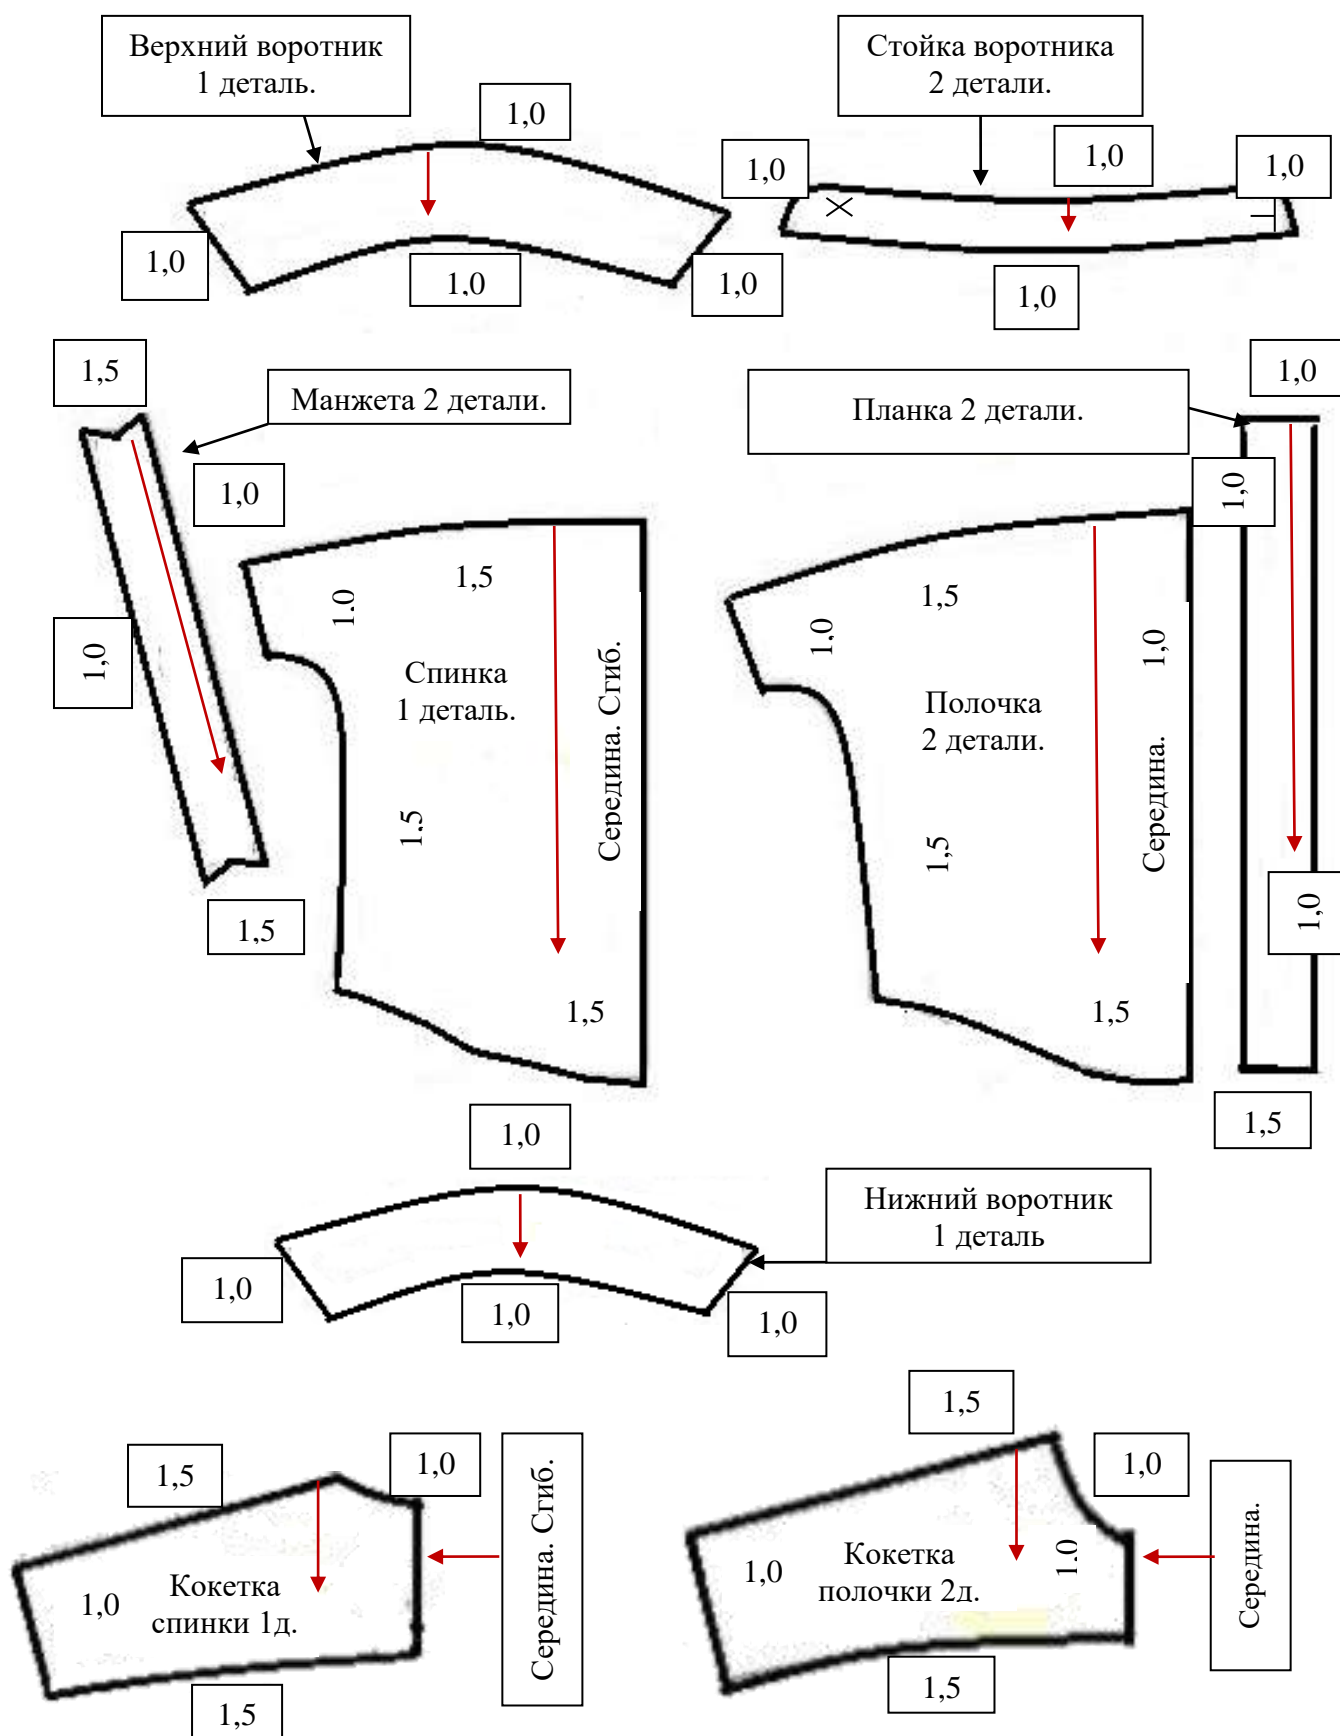 Верхний воротник
1 деталь.
Стойка воротника
2 детали.
1,0
1,0
1,0
1,0
1,0
1,0
1,0
1,0
1,5
Манжета 2 детали.
1,0
1,0
1,5
Планка 2 детали.
1,0
1,0
1,0
1,5
1,5
1,0
Спинка
1 деталь.
Середина. Сгиб.
1,5
1,5
1,5
1,0
1,0
Полочка
2 детали.
Середина.
1,5
1,5
1,0
Нижний воротник
1 деталь
1,0
1,0
1,0
1,5
1,0
Середина. Сгиб.
1,0
Кокетка
спинки 1д.
1,5
1,5
1,0
Середина.
1,0
Кокетка
полочки 2д.
1,0
1,5